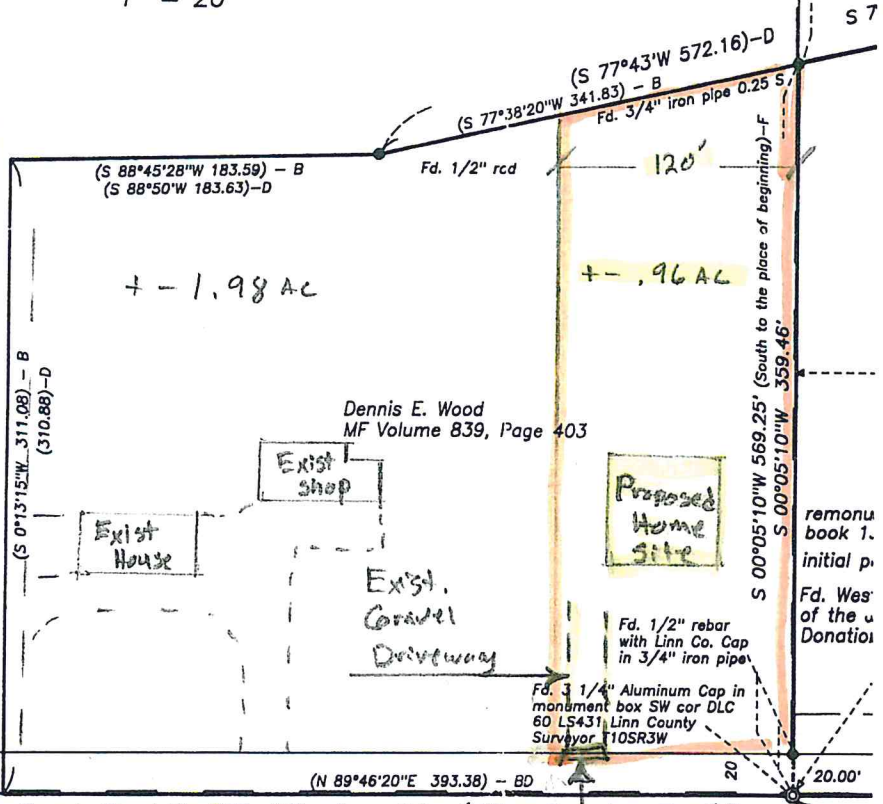 S 7
(S 77°43'W 572.16)-D
(S 77°38'20"W 341.83) - B
Fd. 3/4" iron pipe 0.25 S
(S 88°45'28"W 183.59) - B
(S 88°50'W 183.63)-D
Fd. 1/2" rcd
120'
+ - 1.98 AC
+ - .96 AC
S 00°05'10"W 569.25' (South to the place of beginning)-F
S 00°05'10"W 359.46'
(S 0°13'15"W 311.08) - B
(310.88)-D
Dennis E. Wood
MF Volume 839, Page 403
Exist
shop
Exist
House
Proposed
Home
Site
Exist.
Gravel
Driveway
book 1
initial
Fd.
of the
Fd. 1/2" rebar
with Linn Co. Cap
in 3/4" iron pipe
Fd. 3 1/4" Aluminum Cap in
monument box SW cor DLC
60 LS431 Linn County
Surveyor T10SR3W
(N 89°46'20"E 393.38) - BD
20
20.00'